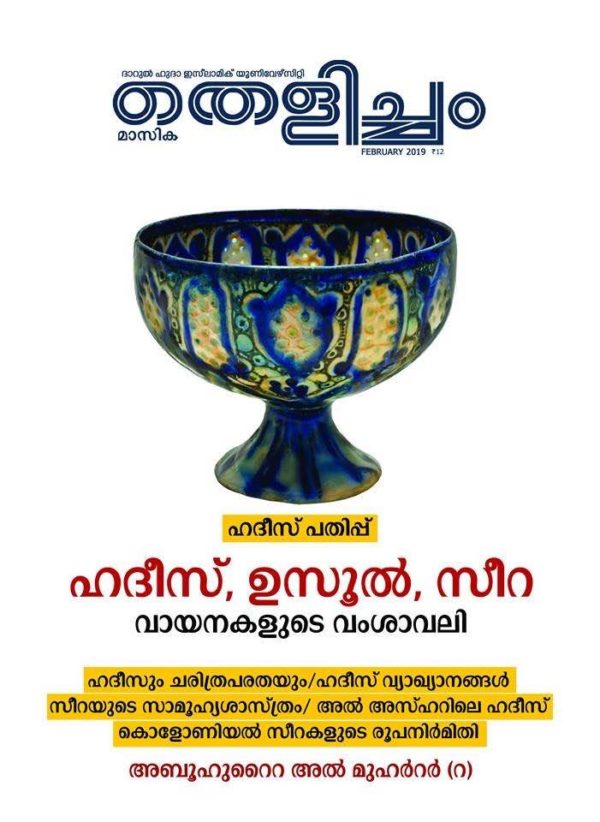 ദാറുൽ ഹുദാ ഇസ്‌ലാമിക് യൂണിവേഴ്‌സിറ്റി
തെളിച്ചം
മാസിക
FEBRUARY 2019 ₹12
ഹദീസ് പതിപ്പ്
ഹദീസ്, ഉസൂൽ, സീറ
വായനകളുടെ വംശാവലി
ഹദീസും ചരിത്രപരതയും/ഹദീസ് വ്യാഖ്യാനങ്ങൾ
സീറയുടെ സാമൂഹ്യശാസ്ത്രം/ അൽ അസ്ഹറിലെ ഹദീസ്
കൊളോണിയൽ സീറകളുടെ രൂപനിർമിതി
അബൂഹുറൈറ അൽ മുഹർറർ (റ)